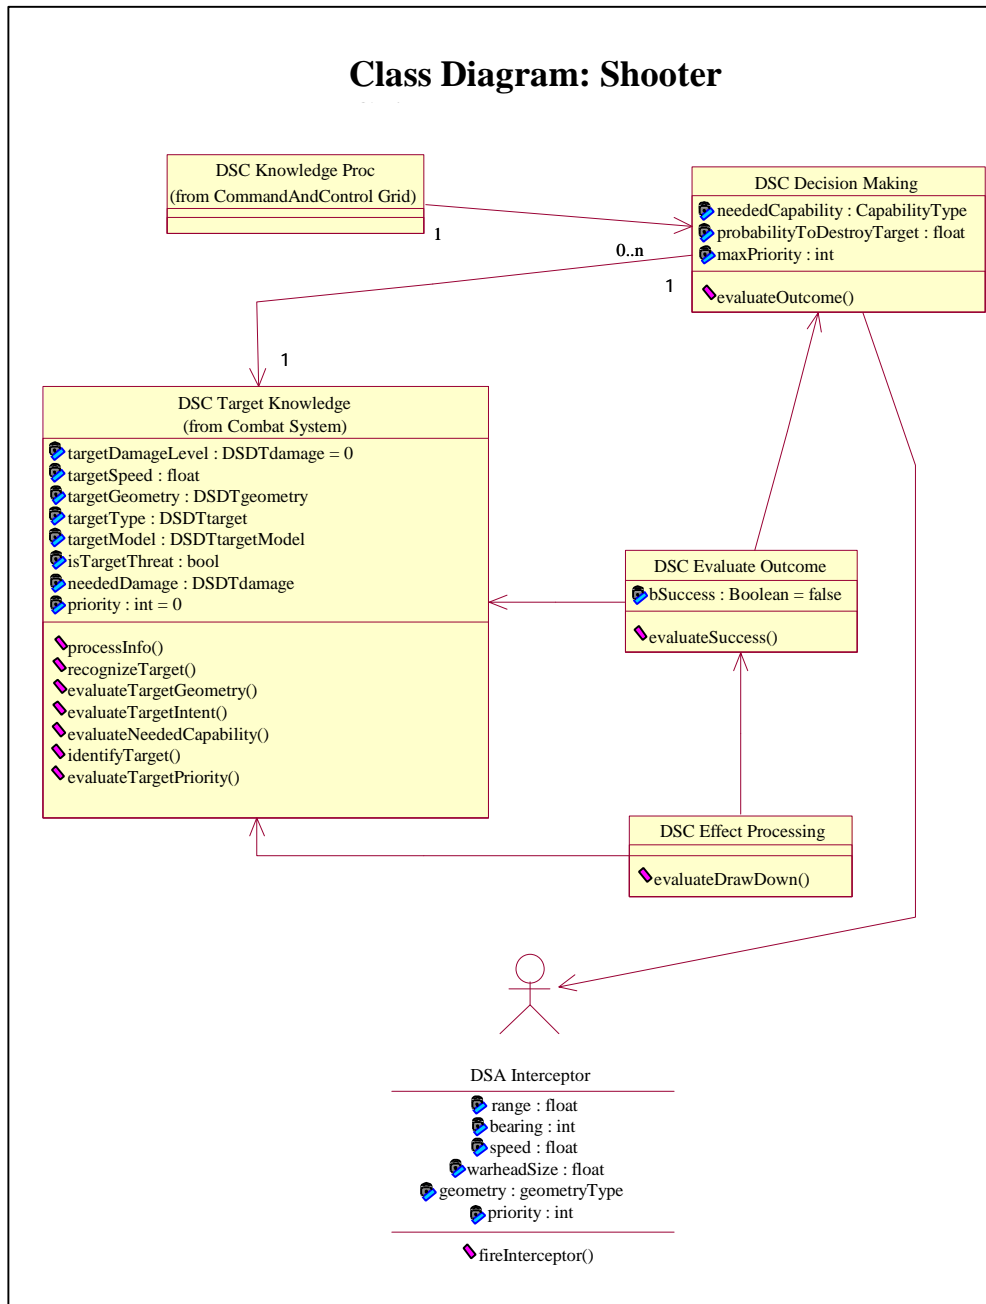 Class Diagram: Shooter
DSC Knowledge Proc
(from CommandAndControl Grid)
1
DSC Decision Making
neededCapability : CapabilityType
probabilityToDestroyTarget : float
maxPriority : int
evaluateOutcome()
0..n
1
1
DSC Target Knowledge
(from Combat System)
targetDamageLevel : DSDTdamage = 0
targetSpeed : float
targetGeometry : DSDTgeometry
targetType : DSDTtarget
targetModel : DSDTtargetModel
isTargetThreat : bool
neededDamage : DSDTdamage
priority : int = 0
processInfo()
recognizeTarget()
evaluateTargetGeometry()
evaluateTargetIntent()
evaluateNeededCapability()
identifyTarget()
evaluateTargetPriority()
DSC Evaluate Outcome
bSuccess : Boolean = false
evaluateSuccess()
DSC Effect Processing
evaluateDrawDown()
DSA Interceptor
range : float
bearing : int
speed : float
warheadSize : float
geometry : geometryType
priority : int
fireInterceptor()